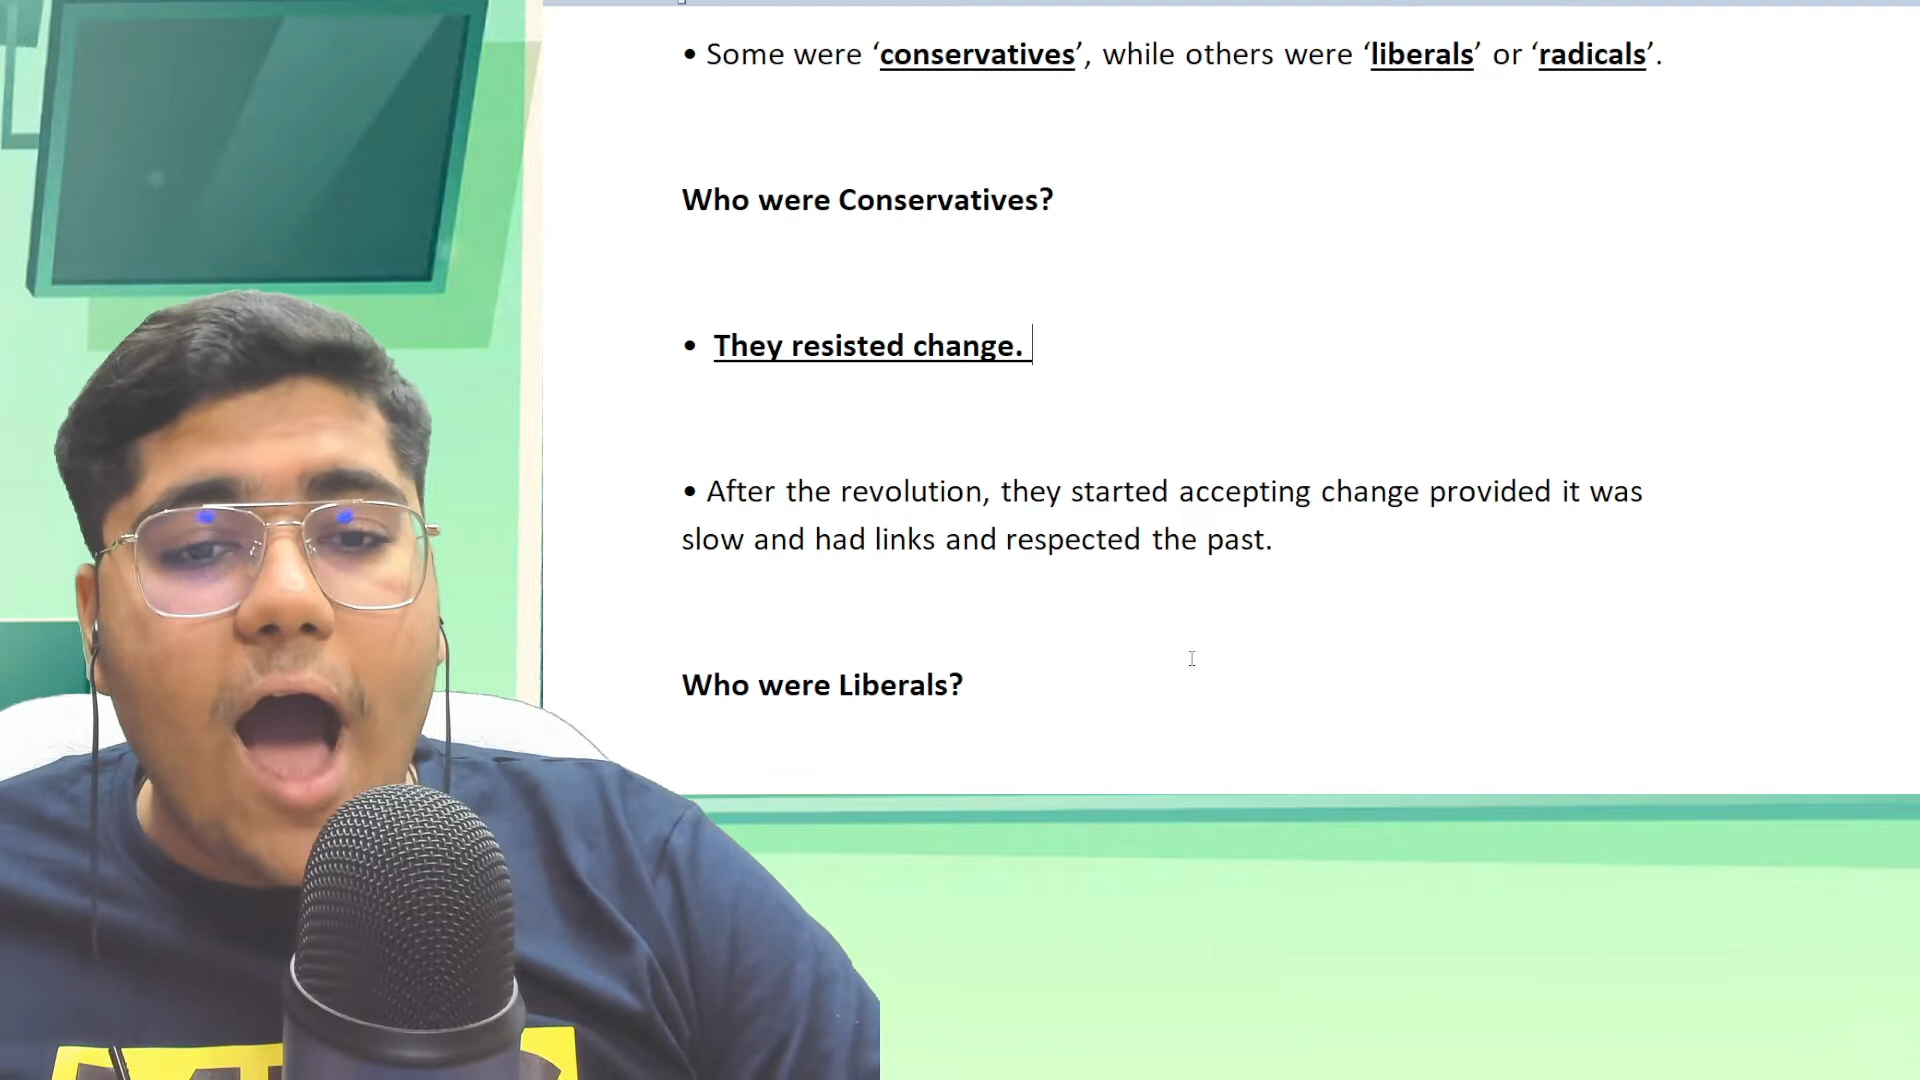 • Some were ‘conservatives’, while others were ‘liberals’ or ‘radicals’.
Who were Conservatives?
• They resisted change.
• After the revolution, they started accepting change provided it was
slow and had links and respected the past.
Who were Liberals?